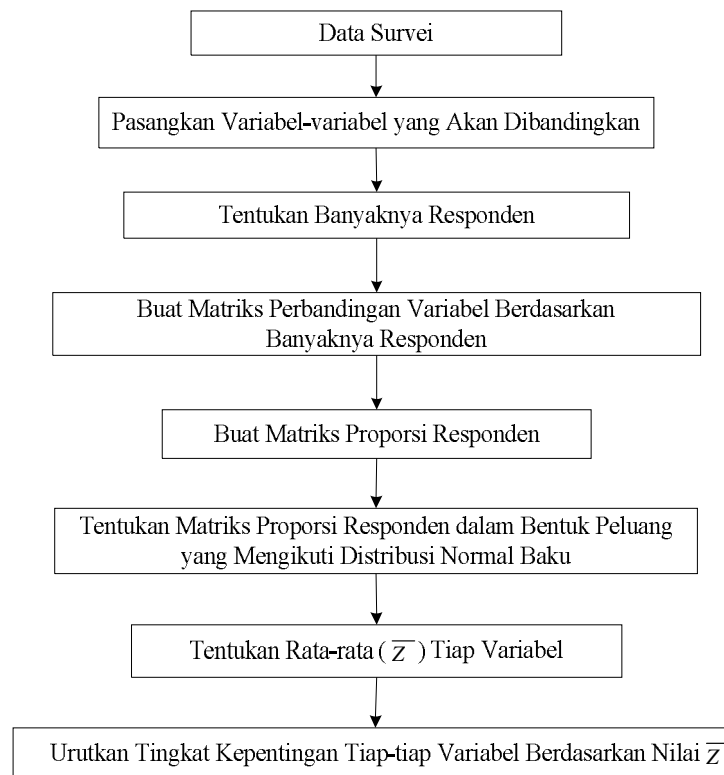 Data Survei
Pasangkan Variabel-variabel yang Akan Dibandingkan
Tentukan Banyaknya Responden
Buat Matriks Perbandingan Variabel Berdasarkan
Banyaknya Responden
Buat Matriks Proporsi Responden
Tentukan Matriks Proporsi Responden dalam Bentuk Peluang
yang Mengikuti Distribusi Normal Baku
Tentukan Rata-rata ( z̅ ) Tiap Variabel
Urutkan Tingkat Kepentingan Tiap-tiap Variabel Berdasarkan Nilai z̅